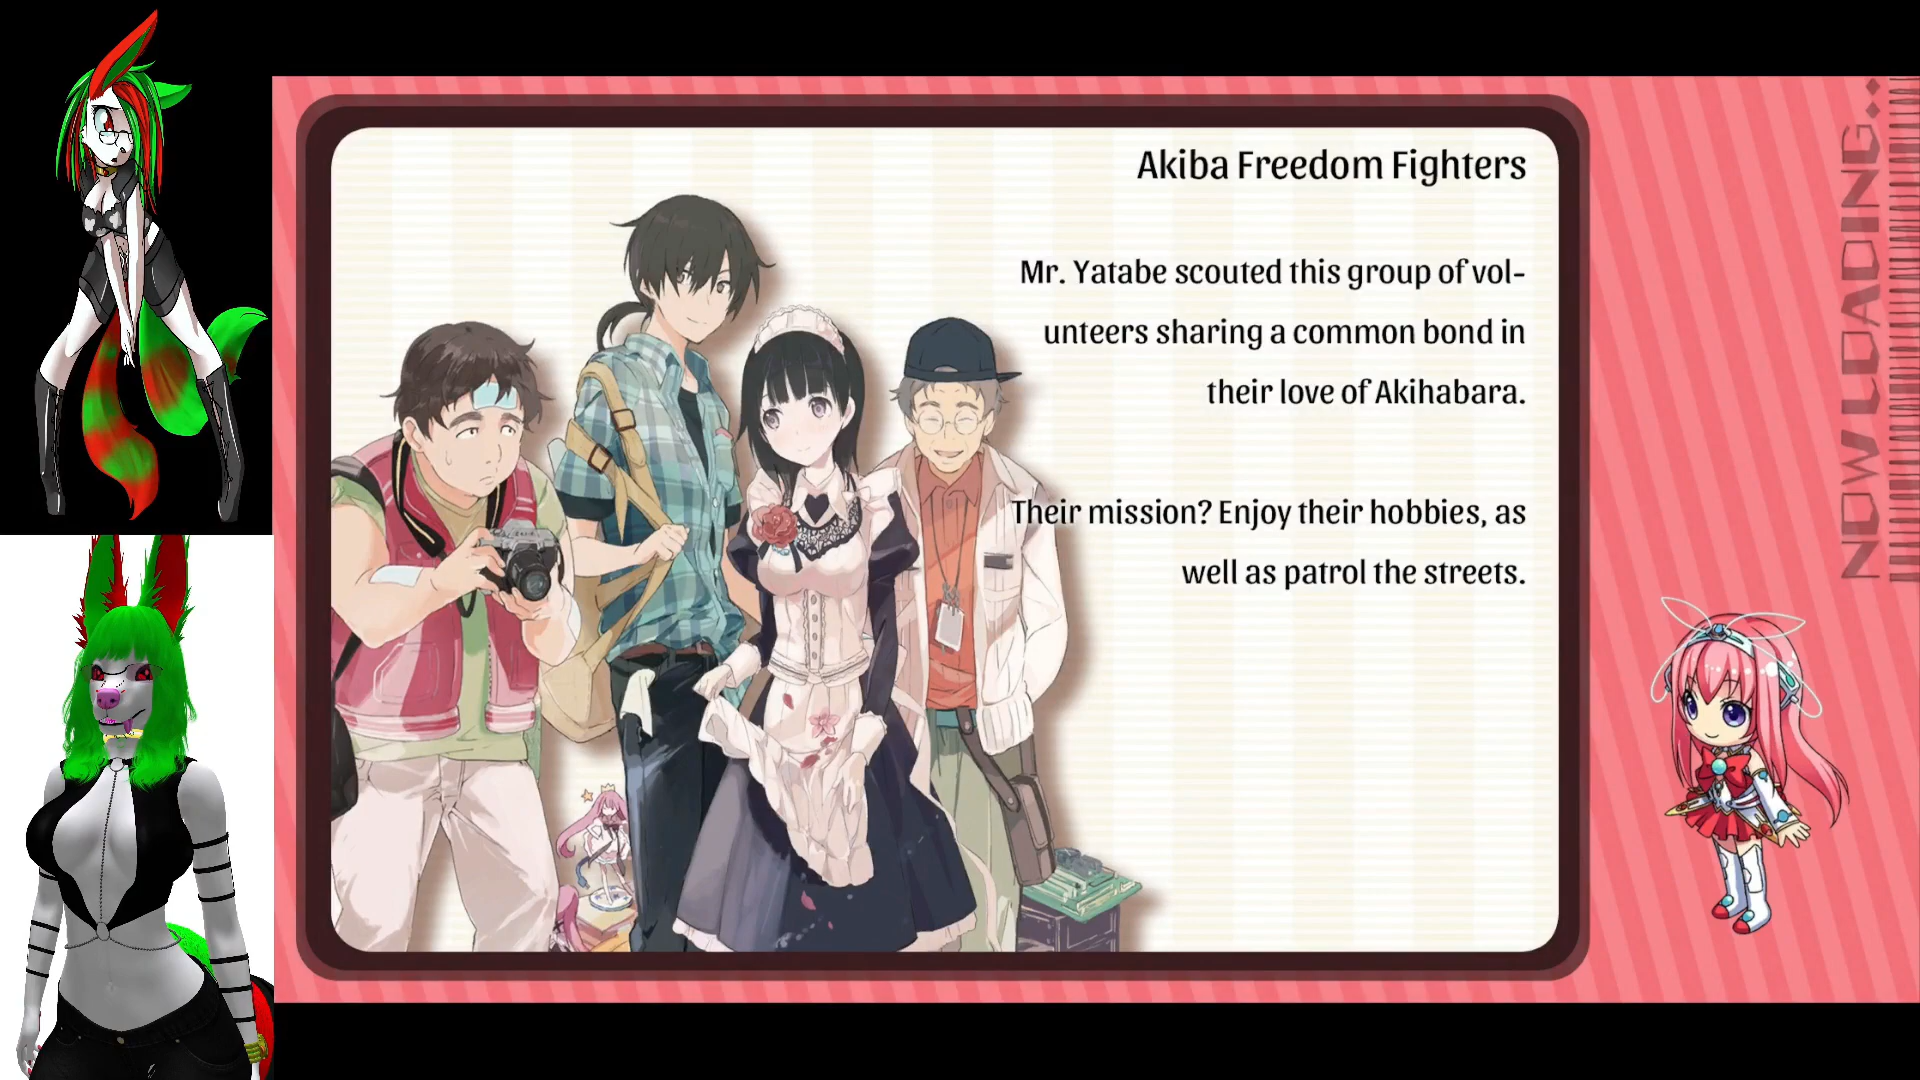 Akiba Freedom Fighters
Mr. Yatabe scouted this group of vol-
unteers sharing a common bond in
their love of Akihabara.
Their mission? Enjoy their hobbies, as
well as patrol the streets.
NOW LOADING..